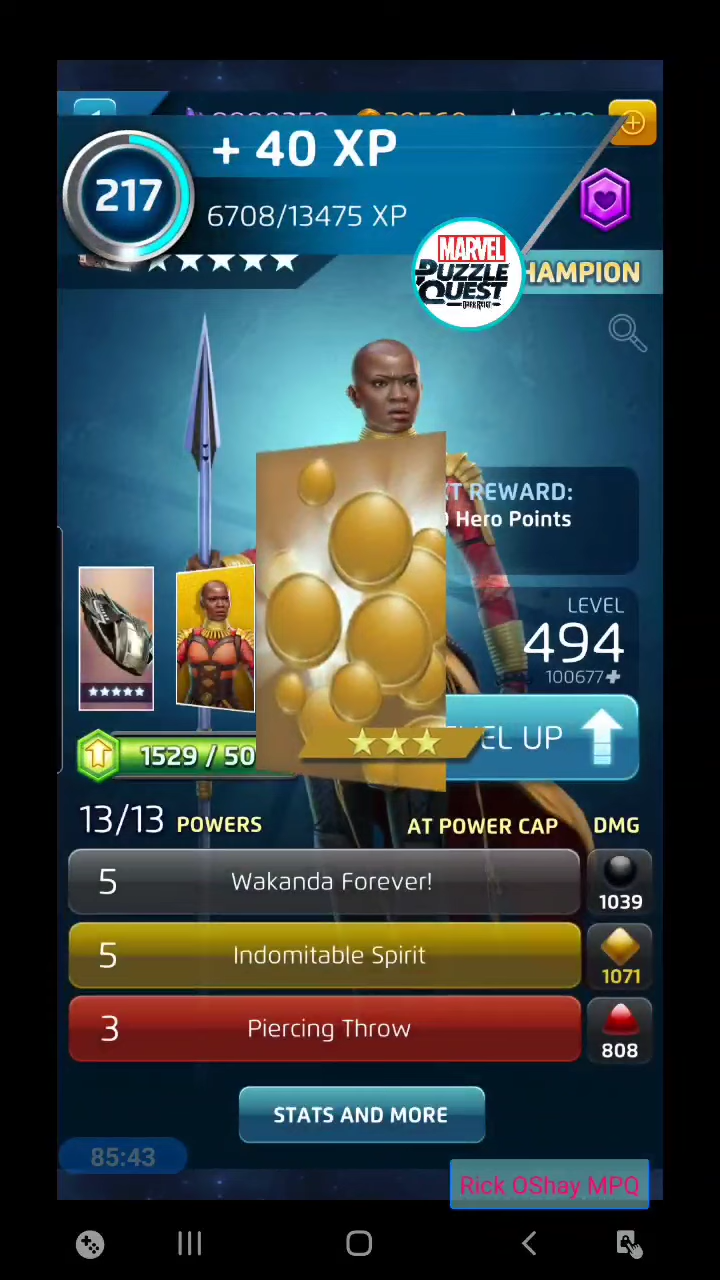 + 40 XP
217
6708/13475 XP
MARVEL
PUZZLE
QUEST
DARK REIGN
HAMPION
T REWARD:
Hero Points
LEVEL
494
100677+
1529 / 50
EL UP
13/13 POWERS
AT POWER CAP
DMG
5 Wakanda Forever!
1039
5 Indomitable Spirit
1071
3 Piercing Throw
808
STATS AND MORE
85:43
Rick OShay MPQ